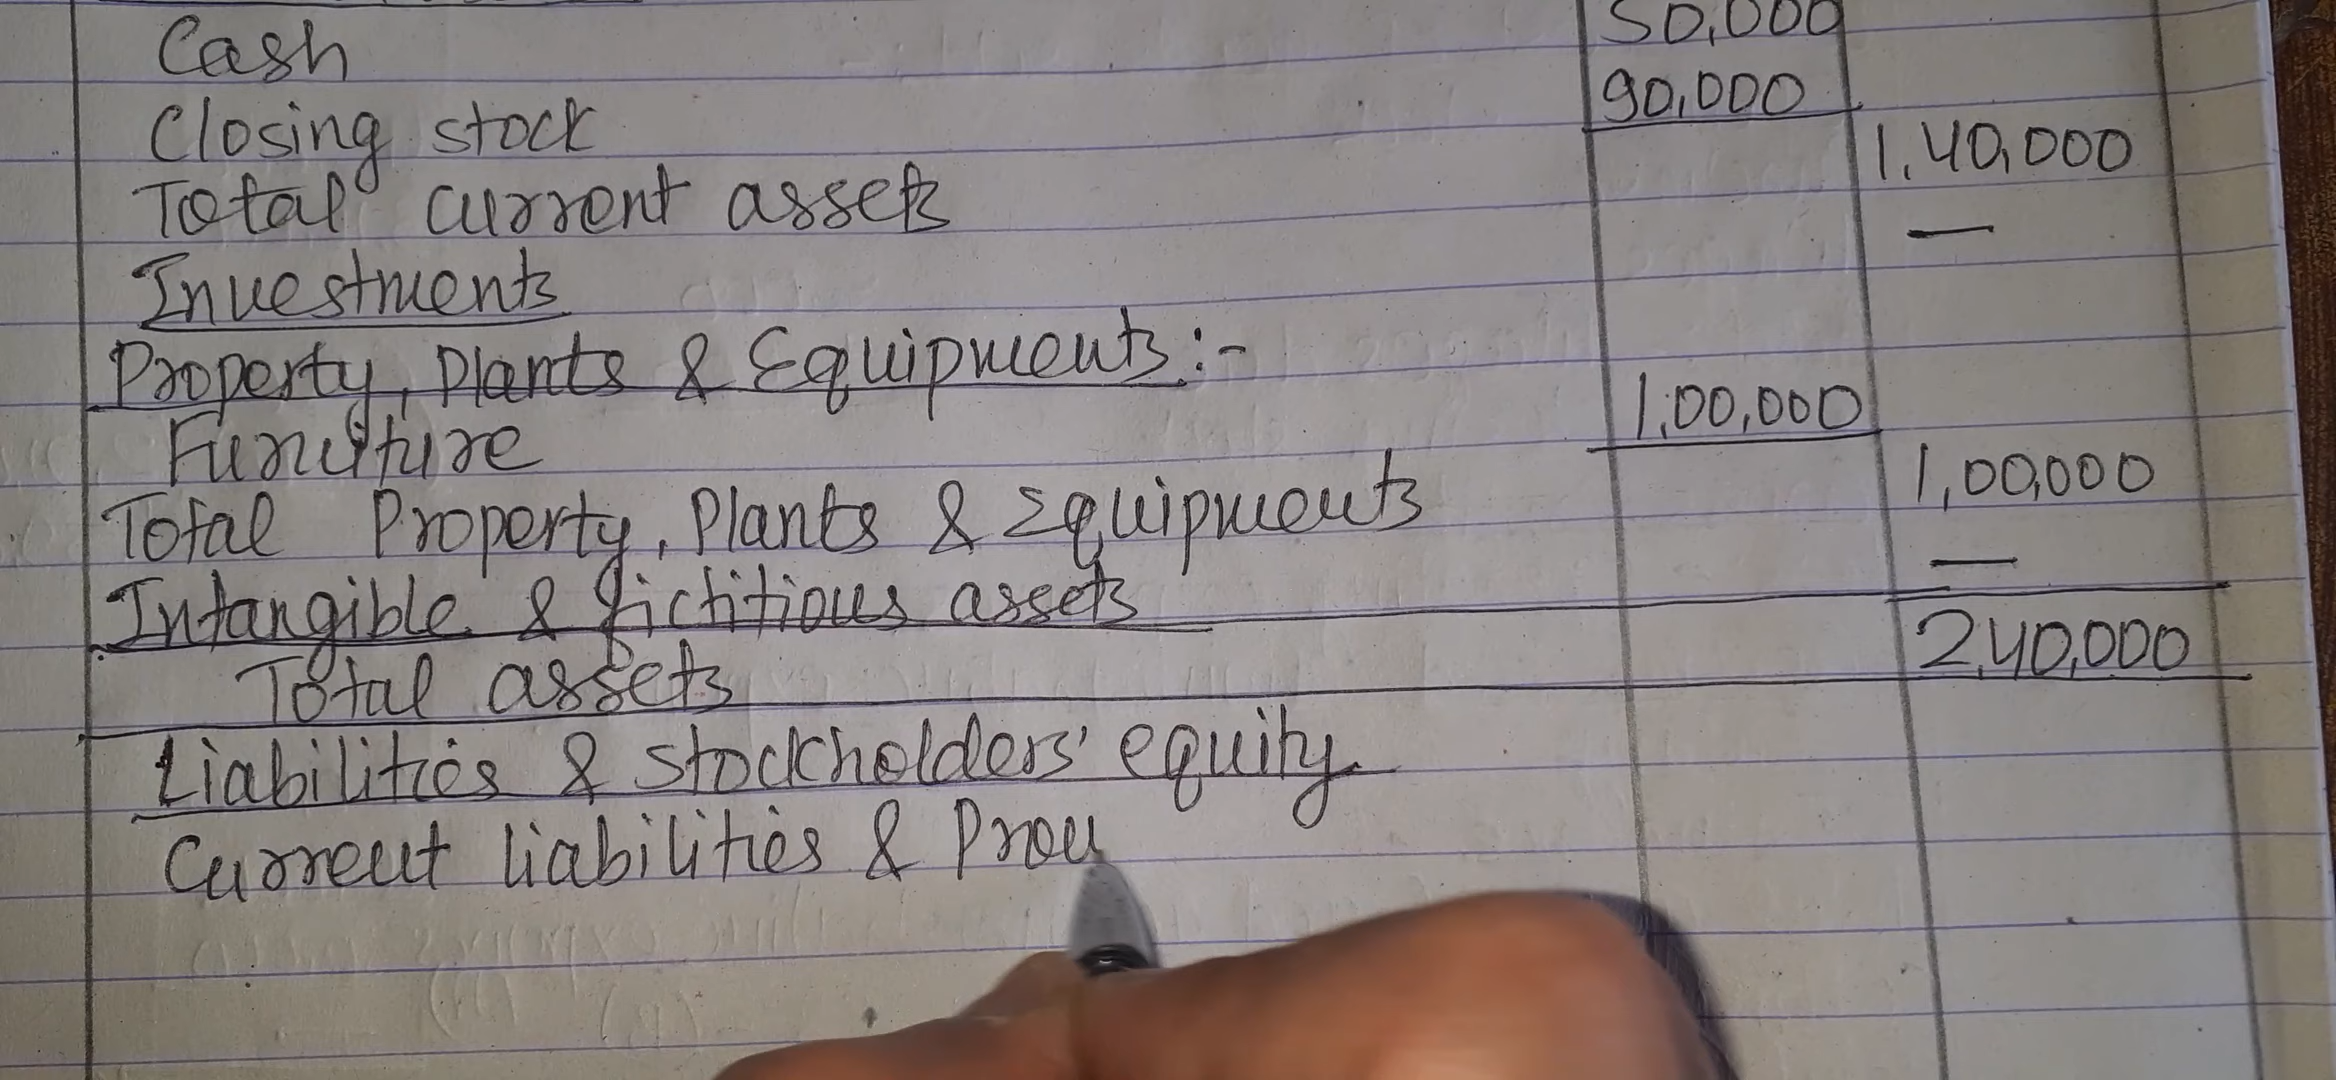 Cash 50,000
Closing stock 90,000
Total current assets 1,40,000
Investments —
Property, Plants & Equipments:-
Furniture 1,00,000
Total Property, Plants & Equipments 1,00,000
Intangible & fictitious assets —
Total assets 2,40,000
Liabilities & stockholders' equity
Current liabilities & Prov